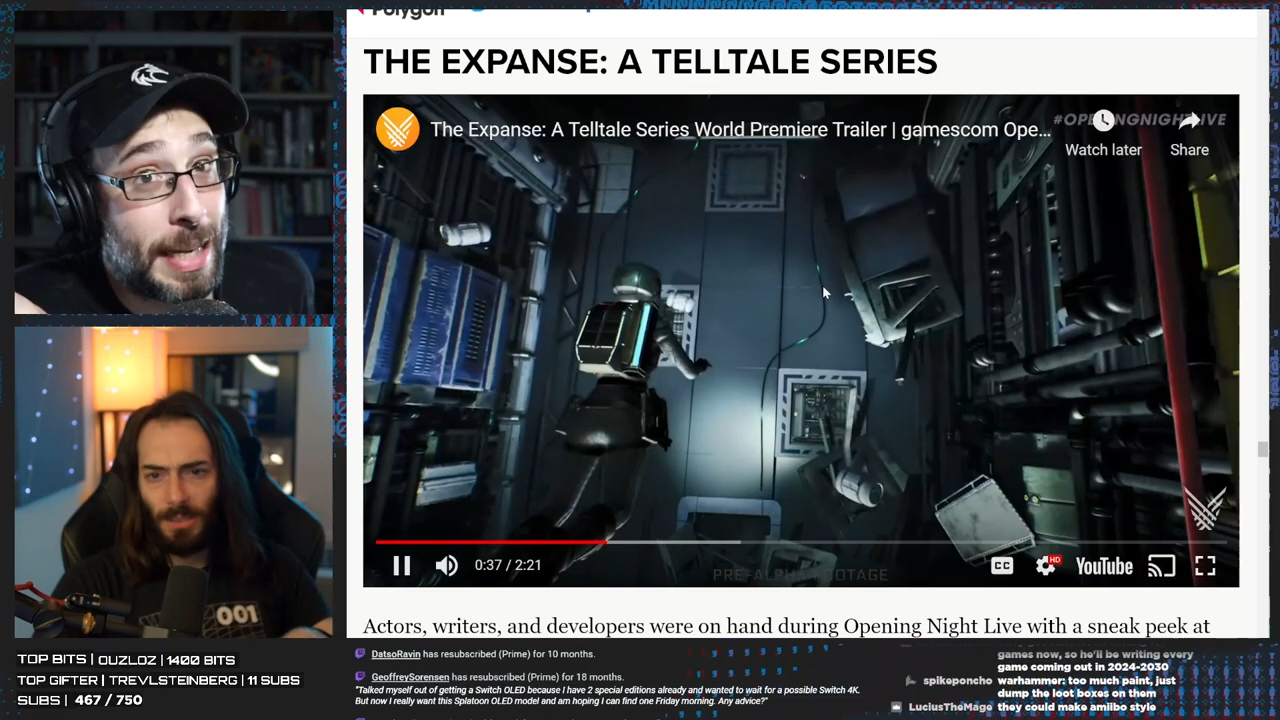 Polygon
THE EXPANSE: A TELLTALE SERIES
The Expanse: A Telltale Series World Premiere Trailer | gamescom Ope...
#OPENINGNIGHTLIVE
Watch later
Share
0:37 / 2:21
CC
HD
YouTube
PRE-ALPHA FOOTAGE
001
Actors, writers, and developers were on hand during Opening Night Live with a sneak peek at
TOP BITS | OUZLOZ | 1400 BITS
TOP GIFTER | TREVLSTEINBERG | 11 SUBS
SUBS | 467 / 750
DatsoRavin has resubscribed (Prime) for 10 months.
GeoffreySorensen has resubscribed (Prime) for 18 months.
"Talked myself out of getting a Switch OLED because I have 2 special editions already and wanted to wait for a possible Switch 4K.
But now I really want this Splatoon OLED model and am hoping I can find one Friday morning. Any advice?"
games now, so he'll be writing every
game coming out in 2024-2030
spikeponcho warhammer: too much paint, just
dump the loot boxes on them
LuciusTheMage they could make amiibo style